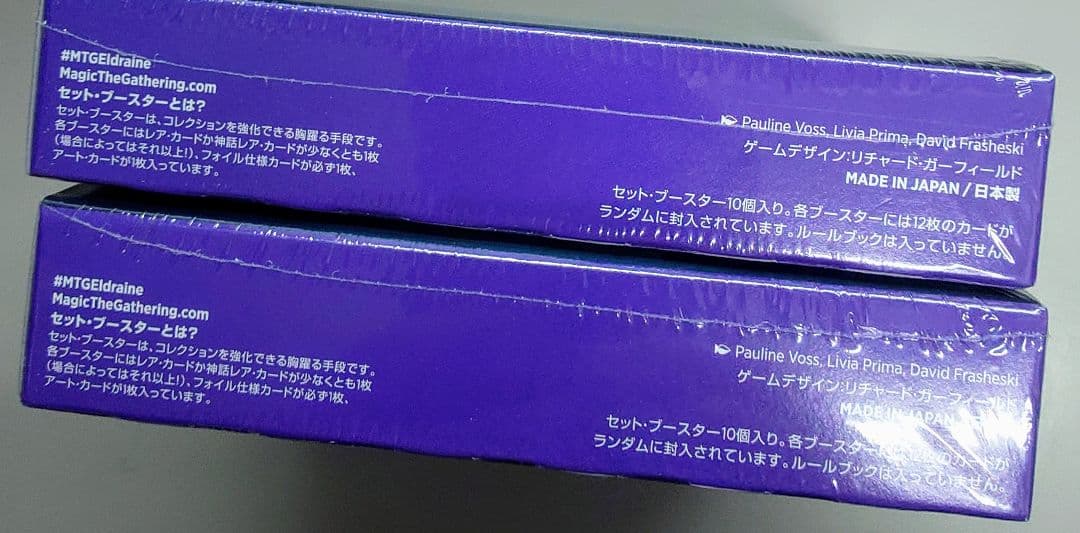 #MTGEldraine
MagicTheGathering.com
セット・ブースターとは?
セット・ブースターは、コレクションを強化できる胸躍る手段です。
各ブースターにはレア・カードか神話レア・カードが少なくとも1枚
(場合によってはそれ以上!)、フォイル仕様カードが必ず1枚、
アート・カードが1枚入っています。
Pauline Voss, Livia Prima, David Frasheski
ゲームデザイン:リチャード・ガーフィールド
MADE IN JAPAN / 日本製
セット・ブースター10個入り。各ブースターには12枚のカードが
ランダムに封入されています。ルールブックは入っていません。
#MTGEldraine
MagicTheGathering.com
セット・ブースターとは?
セット・ブースターは、コレクションを強化できる胸躍る手段です。
各ブースターにはレア・カードか神話レア・カードが少なくとも1枚
(場合によってはそれ以上!)、フォイル仕様カードが必ず1枚、
アート・カードが1枚入っています。
Pauline Voss, Livia Prima, David Frasheski
ゲームデザイン:リチャード・ガーフィールド
MADE IN JAPAN
セット・ブースター10個入り。各ブースターには12枚のカードが
ランダムに封入されています。ルールブックは入っていません。